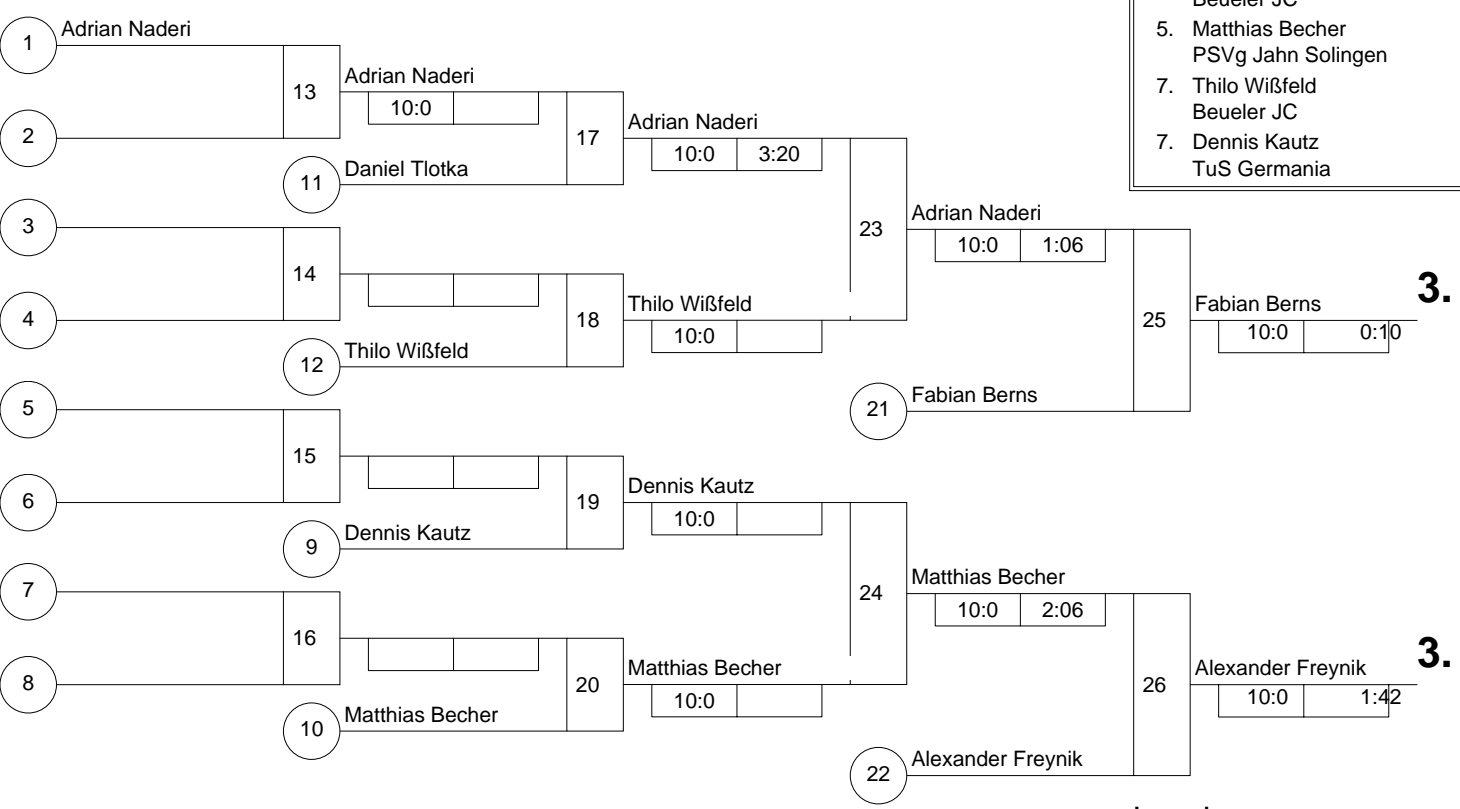 Beueler JC
5. Matthias Becher
PSVg Jahn Solingen
7. Thilo Wißfeld
Beueler JC
7. Dennis Kautz
TuS Germania
1 Adrian Naderi
13
Adrian Naderi
10:0
2
17
Adrian Naderi
10:0 3:20
11 Daniel Tlotka
3
23
Adrian Naderi
10:0 1:06
14
4
18
Thilo Wißfeld
10:0
12 Thilo Wißfeld
25
Fabian Berns
3.
10:0 0:10
5
21 Fabian Berns
15
6
19
Dennis Kautz
10:0
9 Dennis Kautz
7
24
Matthias Becher
10:0 2:06
16
8
20
Matthias Becher
10:0
10 Matthias Becher
26
Alexander Freynik
3.
10:0 1:42
22 Alexander Freynik